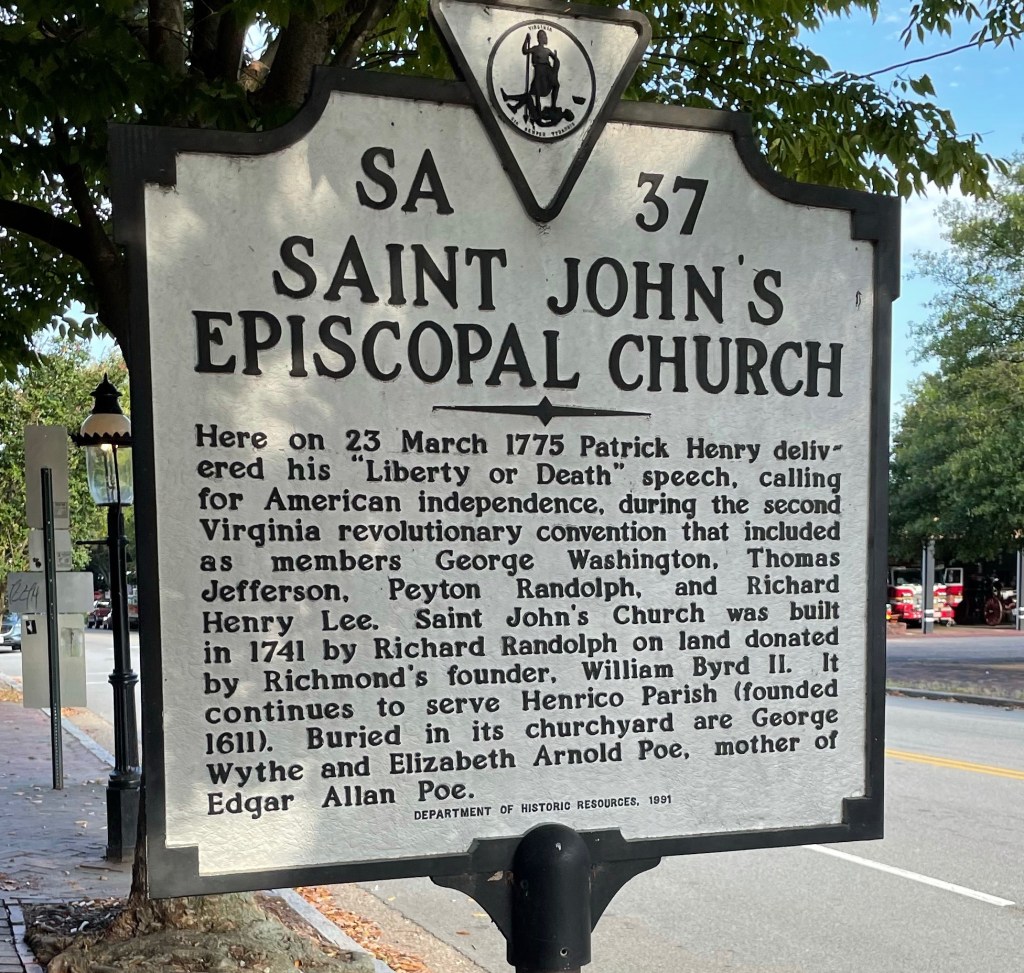 VIRGINIA
SIC SEMPER TYRANNIS
SA 37
SAINT JOHN'S
EPISCOPAL CHURCH
Here on 23 March 1775 Patrick Henry deliv-
ered his "Liberty or Death" speech, calling
for American independence, during the second
Virginia revolutionary convention that included
as members George Washington, Thomas
Jefferson, Peyton Randolph, and Richard
Henry Lee. Saint John's Church was built
in 1741 by Richard Randolph on land donated
by Richmond's founder, William Byrd II. It
continues to serve Henrico Parish (founded
1611). Buried in its churchyard are George
Wythe and Elizabeth Arnold Poe, mother of
Edgar Allan Poe.
DEPARTMENT OF HISTORIC RESOURCES, 1991